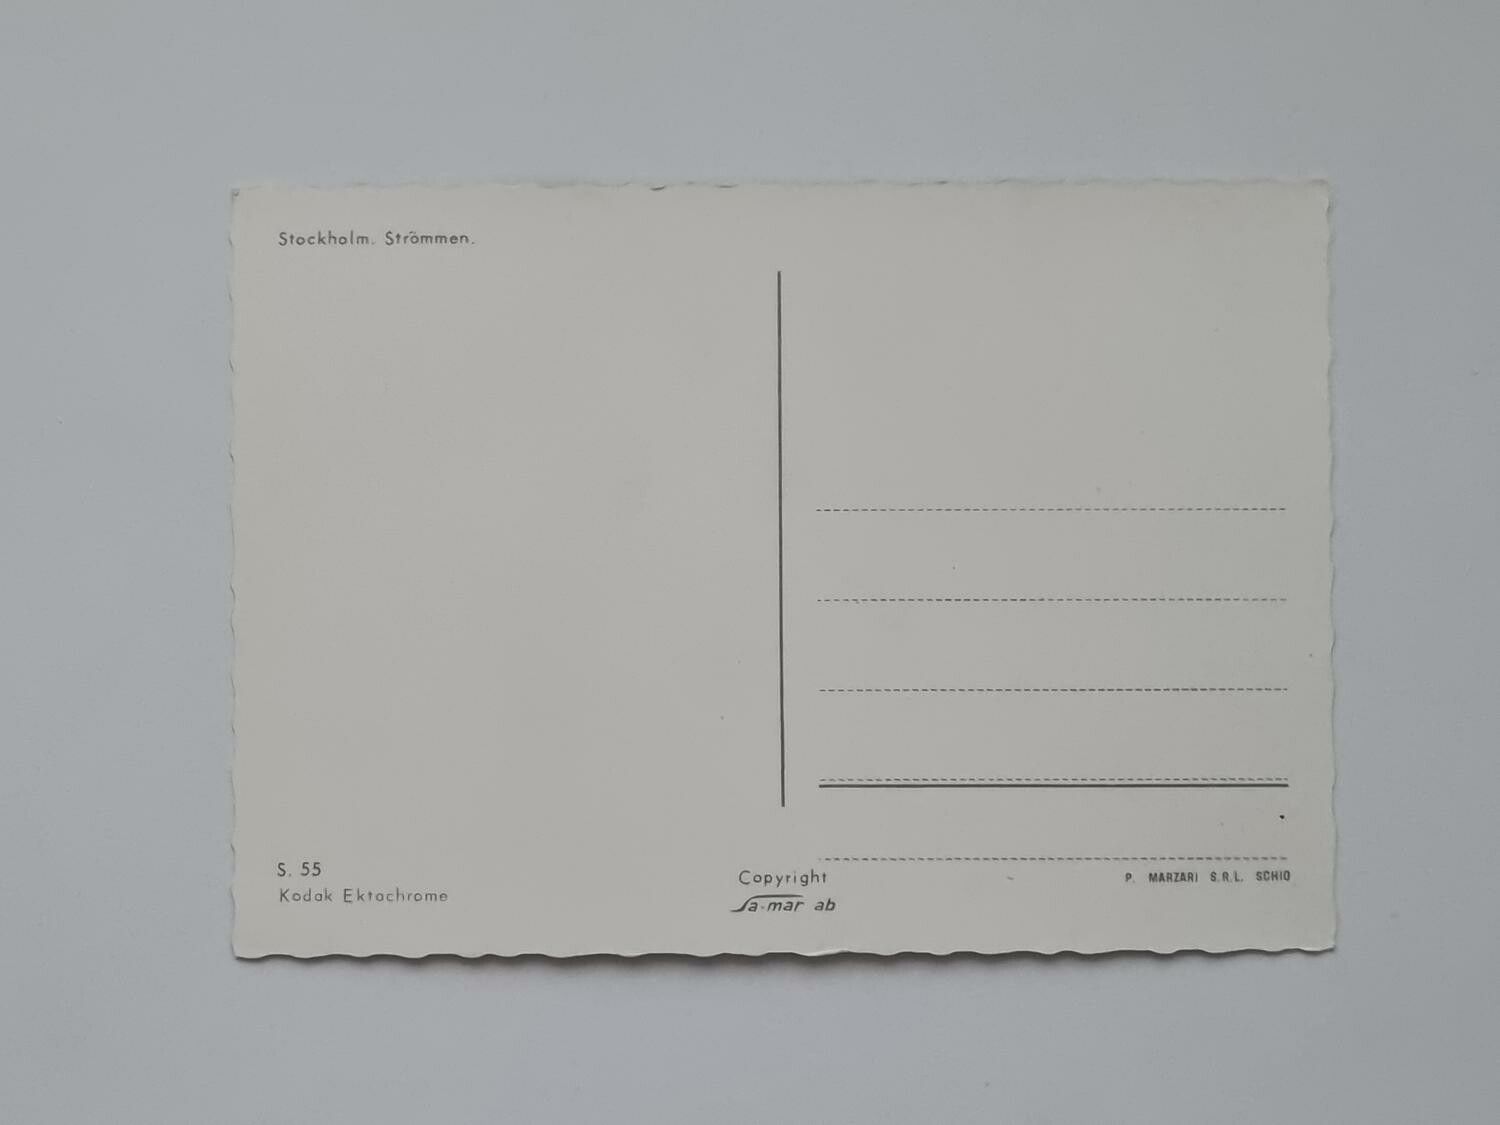 Stockholm. Strömmen.
S. 55
Kodak Ektachrome
Copyright
Sa-mar ab
P. MARZARI S.R.L. SCHIO